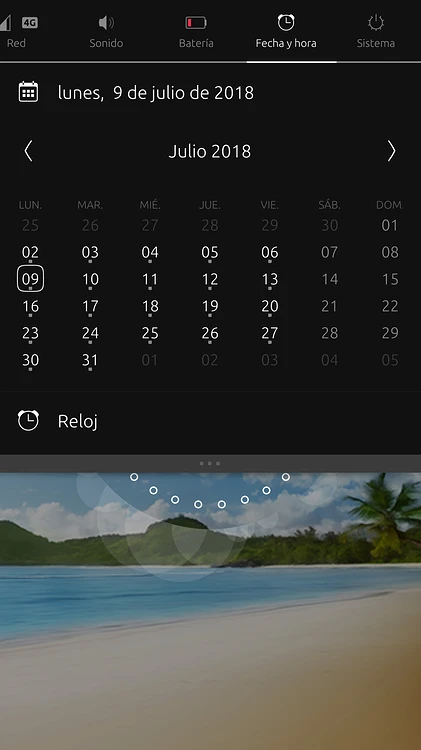 4G
Red Sonido Batería Fecha y hora Sistema
lunes, 9 de julio de 2018
Julio 2018
LUN. MAR. MIÉ. JUE. VIE. SÁB. DOM.
25 26 27 28 29 30 01
02 03 04 05 06 07 08
09 10 11 12 13 14 15
16 17 18 19 20 21 22
23 24 25 26 27 28 29
30 31 01 02 03 04 05
Reloj